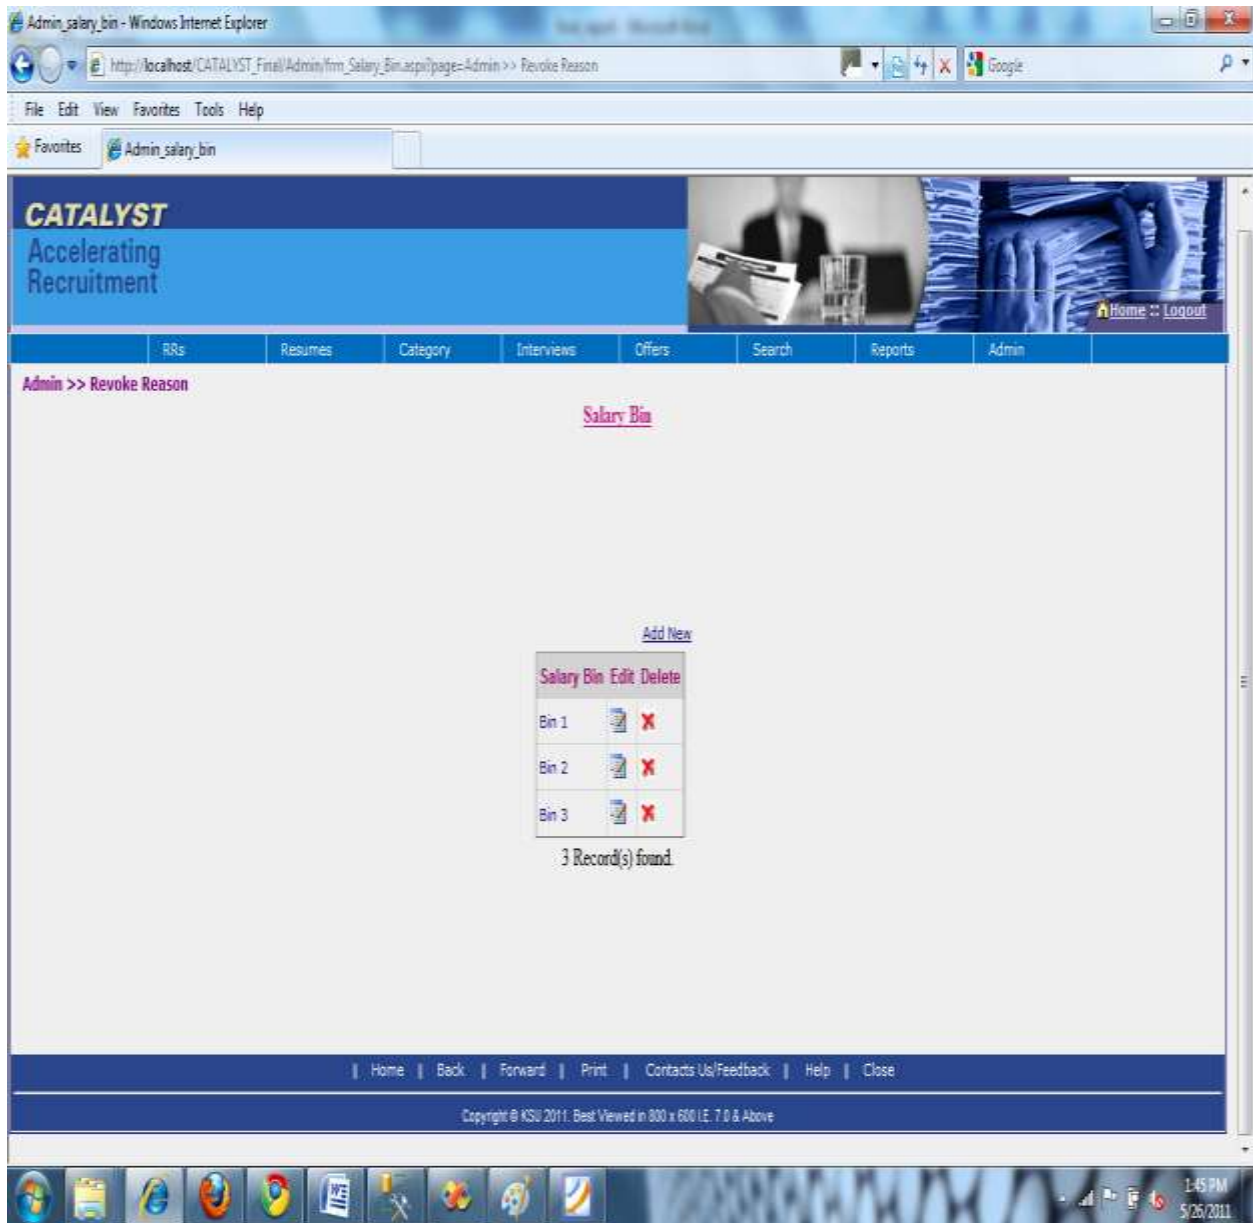 Admin_salary_bin - Windows Internet Explorer
http://localhost/CATALYST_Final/Admin/frm_Salary_Bin.aspx?page=Admin >> Revoke Reason
Google
File Edit View Favorites Tools Help
Favorites Admin_salary_bin
CATALYST
Accelerating
Recruitment
Home :: Logout
RRs Resumes Category Interviews Offers Search Reports Admin
Admin >> Revoke Reason
Salary Bin
Add New
Salary Bin Edit Delete
Bin 1
Bin 2
Bin 3
3 Record(s) found.
| Home | Back | Forward | Print | Contacts Us/Feedback | Help | Close
Copyright © KSU 2011. Best Viewed in 800 x 600 I.E. 7.0 & Above
1:45 PM
5/26/2011